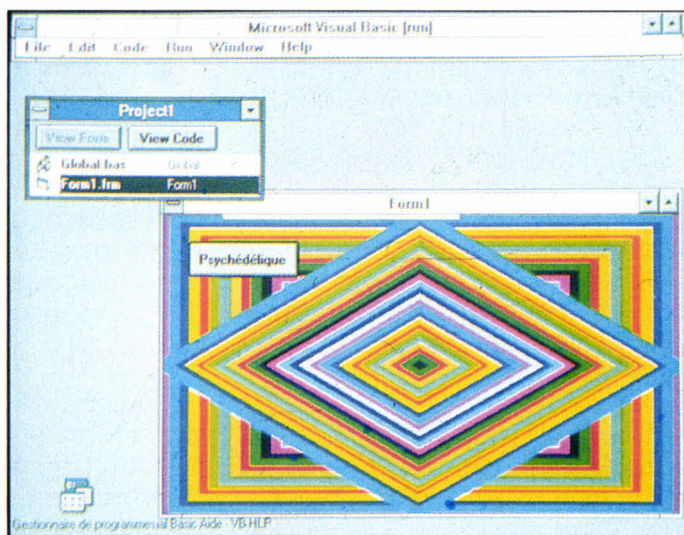 Microsoft Visual Basic [run]
File Edit Code Run Window Help
Project1
View Form View Code
Global.bas Global
Form1.frm Form1
Form1
Psychédélique
Gestionnaire de programmes ual Basic Aide - VB.HLP